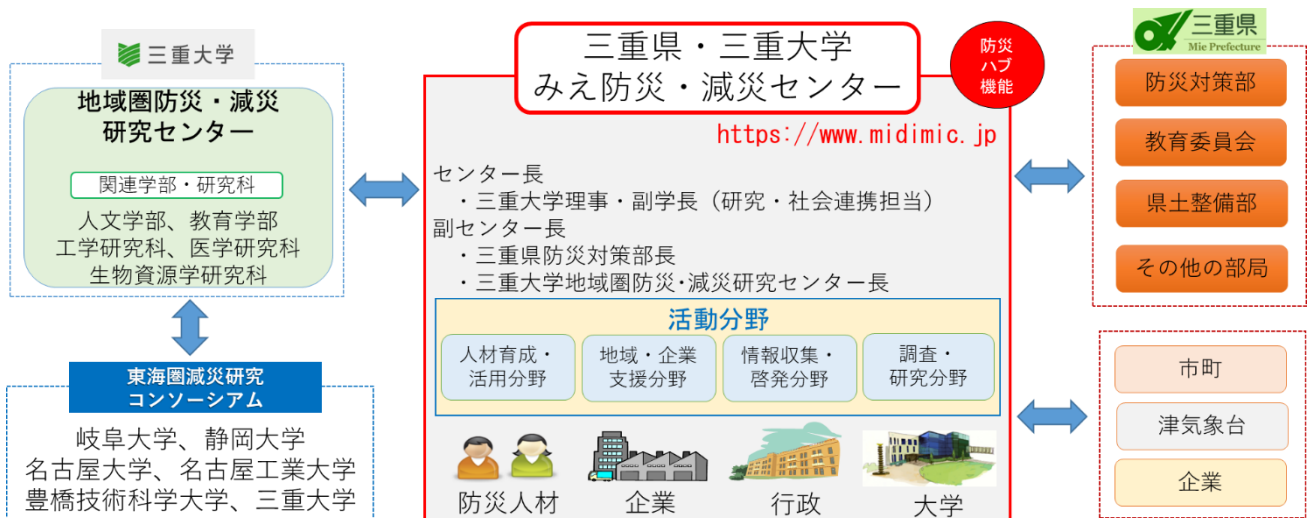 三重大学
地域圏防災・減災
研究センター
関連学部・研究科
人文学部、教育学部
工学研究科、医学研究科
生物資源学研究科
東海圏減災研究
コンソーシアム
岐阜大学、静岡大学
名古屋大学、名古屋工業大学
豊橋技術科学大学、三重大学
三重県・三重大学
みえ防災・減災センター
防災
ハブ
機能
https://www.midimic.jp
センター長
・三重大学理事・副学長（研究・社会連携担当）
副センター長
・三重県防災対策部長
・三重大学地域圏防災・減災研究センター長
活動分野
人材育成・
活用分野
地域・企業
支援分野
情報収集・
啓発分野
調査・
研究分野
防災人材
企業
行政
大学
三重県
Mie Prefecture
防災対策部
教育委員会
県土整備部
その他の部局
市町
津気象台
企業